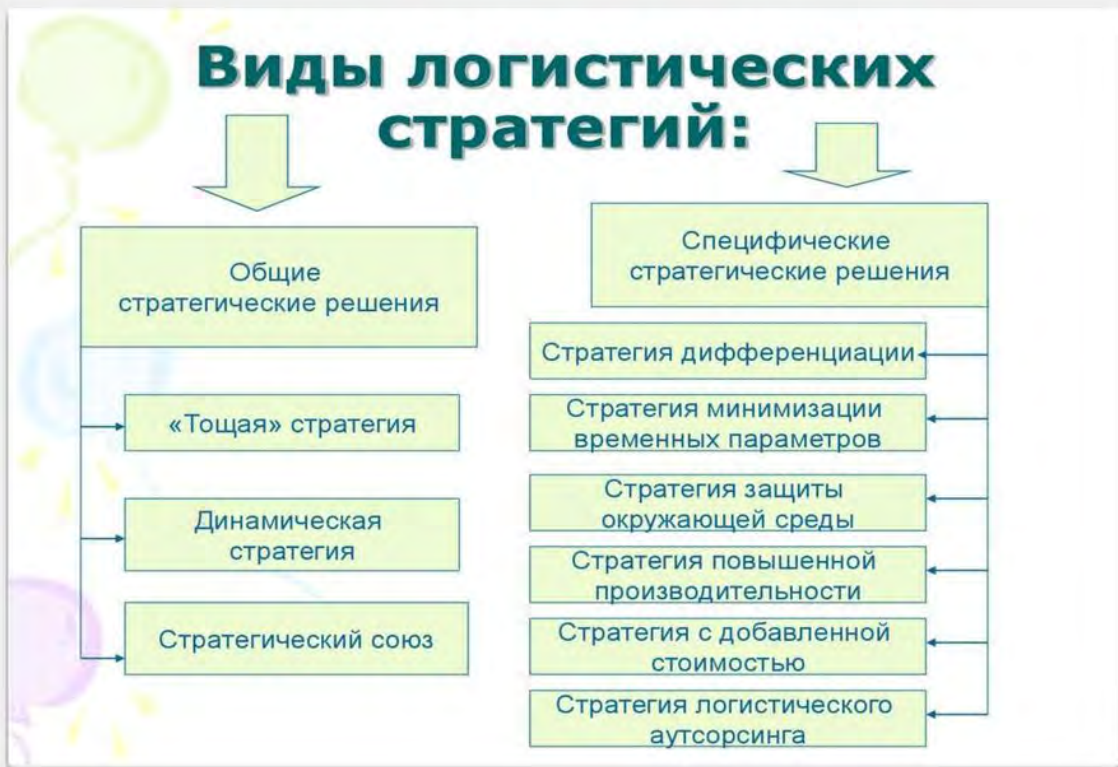 Виды логистических
стратегий:
Общие
стратегические решения
«Тощая» стратегия
Динамическая
стратегия
Стратегический союз
Специфические
стратегические решения
Стратегия дифференциации
Стратегия минимизации
временных параметров
Стратегия защиты
окружающей среды
Стратегия повышенной
производительности
Стратегия с добавленной
стоимостью
Стратегия логистического
аутсорсинга